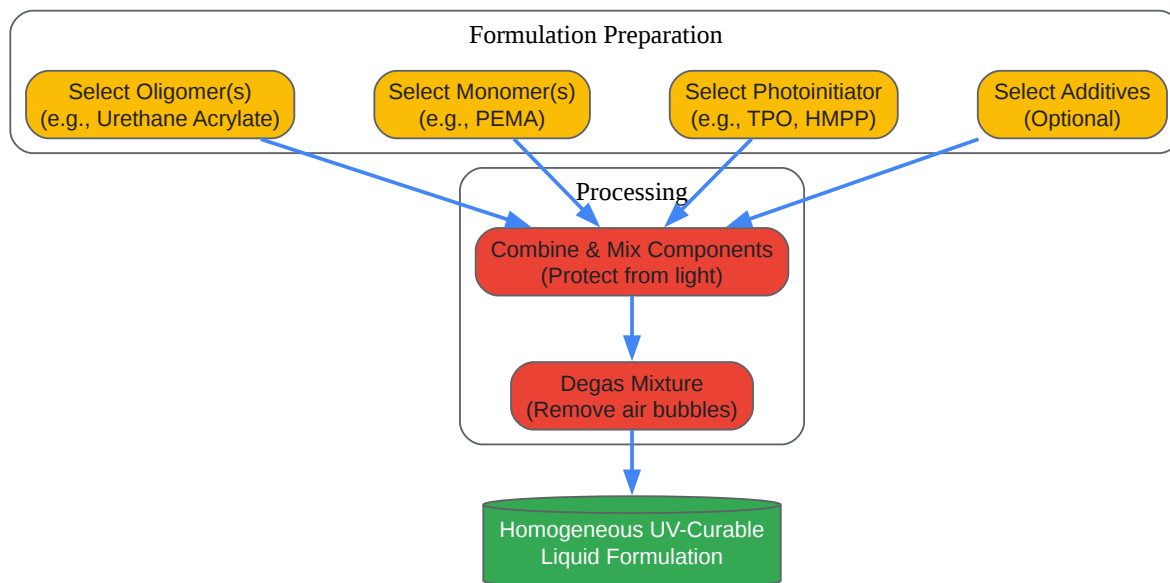 Formulation Preparation
Select Oligomer(s)
(e.g., Urethane Acrylate)
Select Monomer(s)
(e.g., PEMA)
Select Photoinitiator
(e.g., TPO, HMPP)
Select Additives
(Optional)
Processing
Combine & Mix Components
(Protect from light)
Degas Mixture
(Remove air bubbles)
Homogeneous UV-Curable
Liquid Formulation